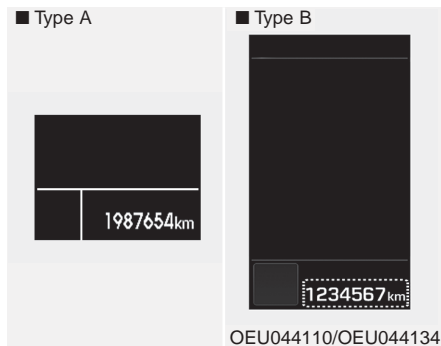 ■ Type A
■ Type B
1987654km
1234567km
OEU044110/OEU044134